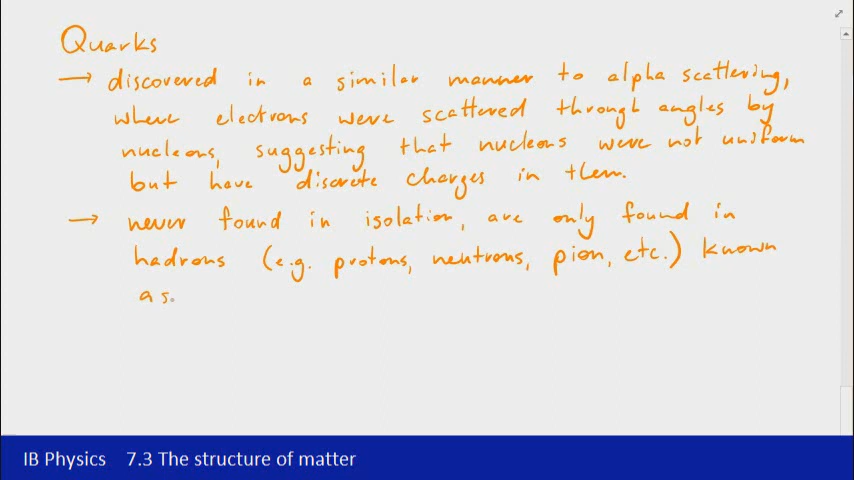 Quarks
→ discovered in a similar manner to alpha scattering,
where electrons were scattered through angles by
nucleons, suggesting that nucleons were not uniform
but have discrete charges in them.
→ never found in isolation, are only found in
hadrons (e.g. protons, neutrons, pion, etc.) known
as
IB Physics 7.3 The structure of matter